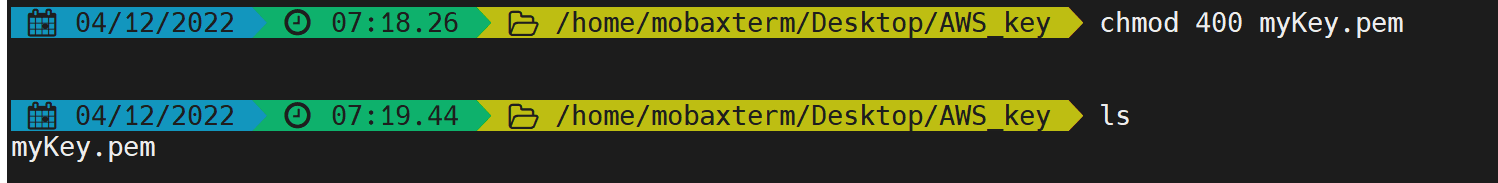 04/12/2022 07:18.26 /home/mobaxterm/Desktop/AWS_key chmod 400 myKey.pem
04/12/2022 07:19.44 /home/mobaxterm/Desktop/AWS_key ls
myKey.pem